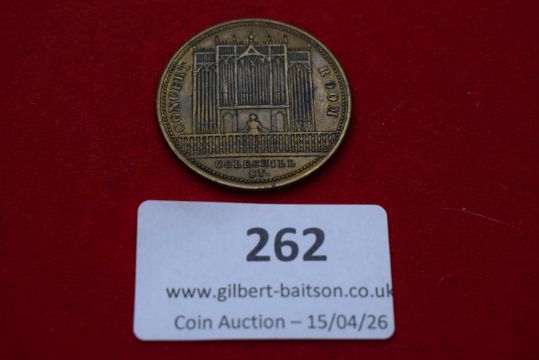 CONCERT ROOM
COLESHILL
ST.
262
www.gilbert-baitson.co.uk
Coin Auction – 15/04/26